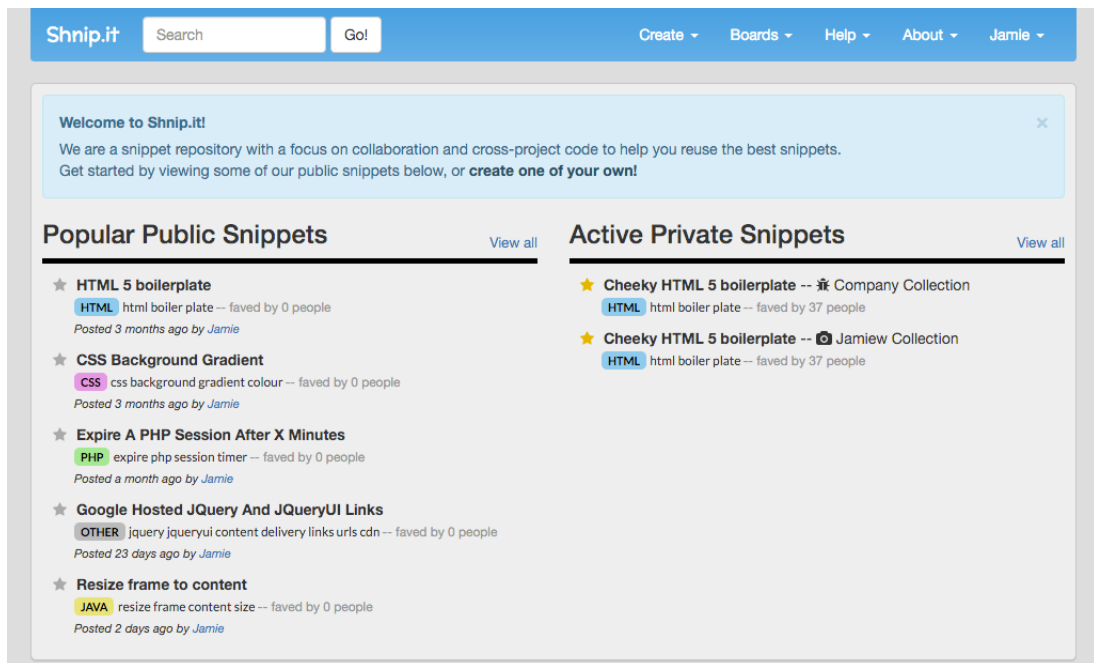 Shnip.it Search Go! Create Boards Help About Jamie
Welcome to Shnip.it! ×
We are a snippet repository with a focus on collaboration and cross-project code to help you reuse the best snippets.
Get started by viewing some of our public snippets below, or create one of your own!
Popular Public Snippets View all
HTML 5 boilerplate
HTML html boiler plate -- faved by 0 people
Posted 3 months ago by Jamie
CSS Background Gradient
CSS css background gradient colour -- faved by 0 people
Posted 3 months ago by Jamie
Expire A PHP Session After X Minutes
PHP expire php session timer -- faved by 0 people
Posted a month ago by Jamie
Google Hosted JQuery And JQueryUI Links
OTHER jquery jqueryui content delivery links urls cdn -- faved by 0 people
Posted 23 days ago by Jamie
Resize frame to content
JAVA resize frame content size -- faved by 0 people
Posted 2 days ago by Jamie
Active Private Snippets View all
Cheeky HTML 5 boilerplate -- Company Collection
HTML html boiler plate -- faved by 37 people
Cheeky HTML 5 boilerplate -- Jamiew Collection
HTML html boiler plate -- faved by 37 people